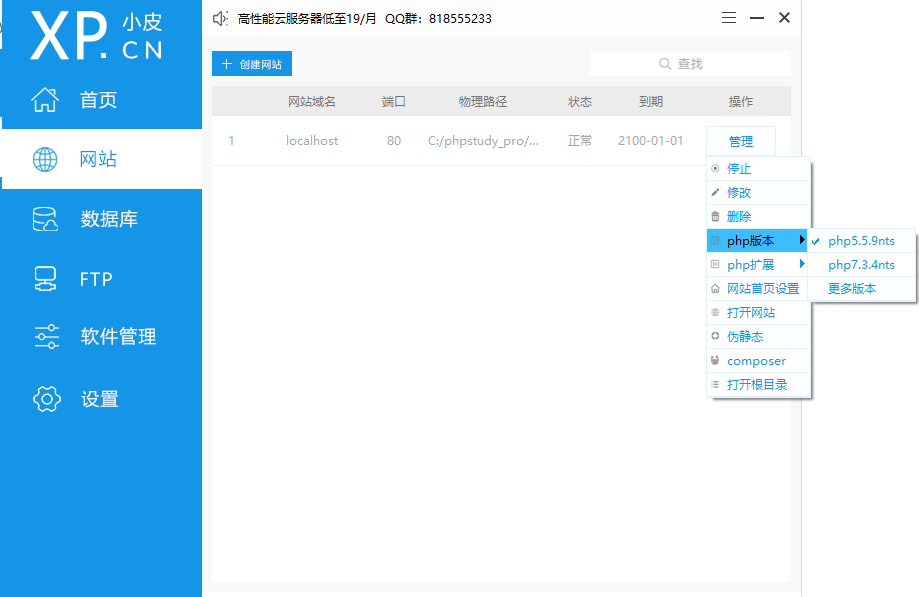 XP.CN 小皮
高性能云服务器低至19/月 QQ群：818555233
首页
网站
数据库
FTP
软件管理
设置
+ 创建网站
查找
网站域名 端口 物理路径 状态 到期 操作
1 localhost 80 C:/phpstudy_pro/... 正常 2100-01-01 管理
停止
修改
删除
php版本
php扩展
网站首页设置
打开网站
伪静态
composer
打开根目录
php5.5.9nts
php7.3.4nts
更多版本